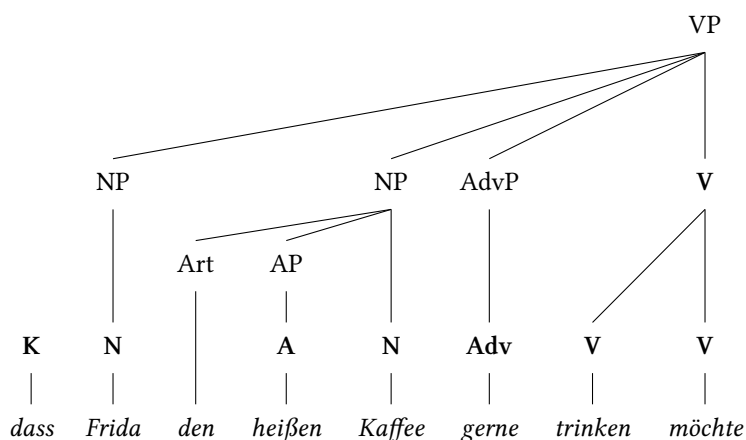 VP
NP NP AdvP V
Art AP
K N A N Adv V V
dass Frida den heißen Kaffee gerne trinken möchte